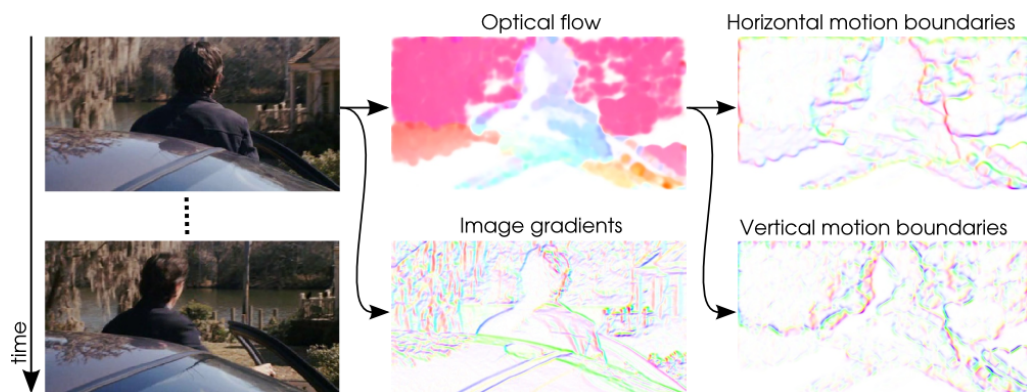 Optical flow
Horizontal motion boundaries
Image gradients
Vertical motion boundaries
time